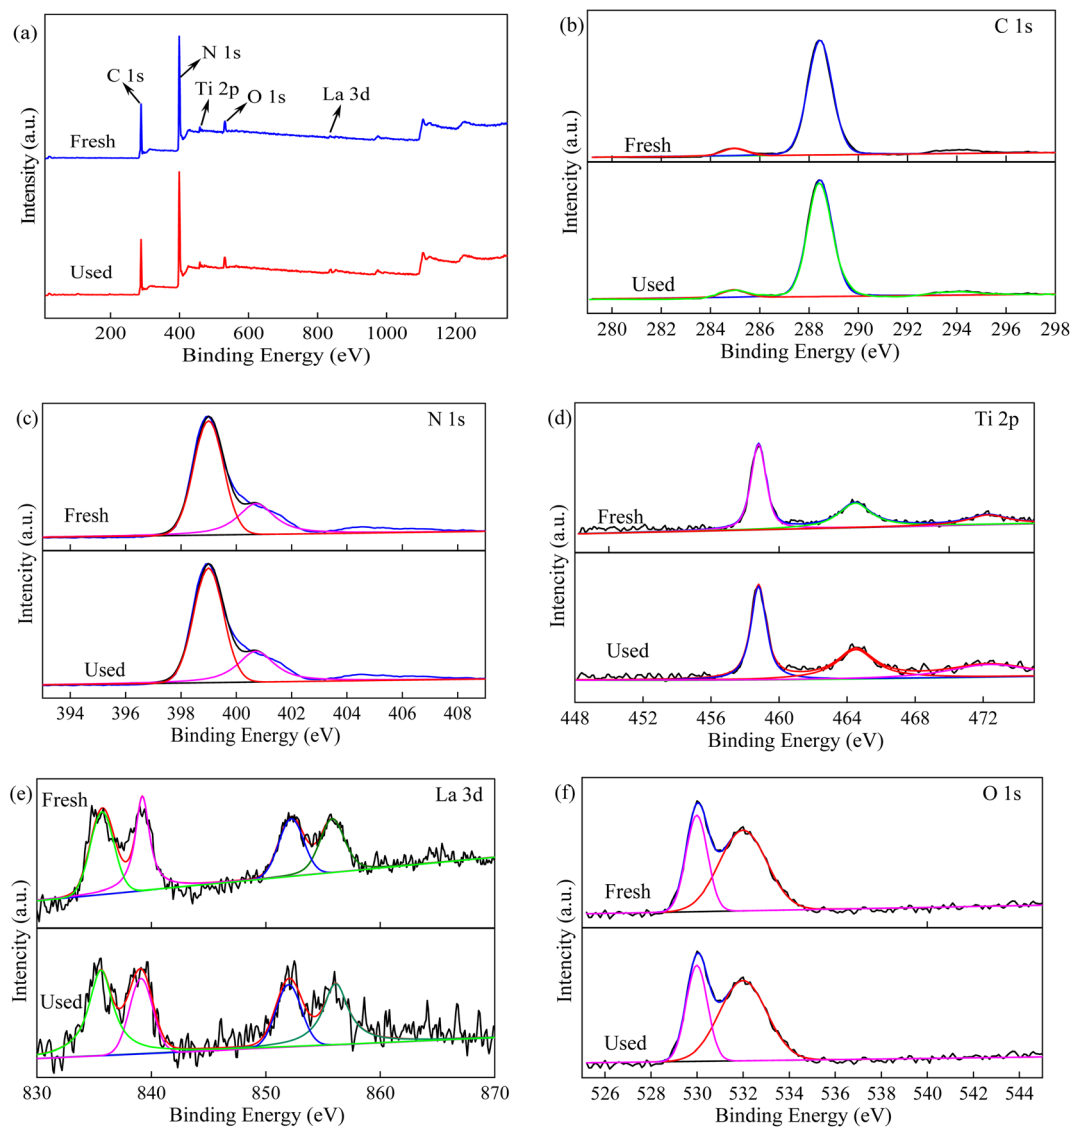 (a)
N 1s
C 1s
Ti 2p
O 1s
La 3d
Fresh
Used
Intensity (a.u.)
200 400 600 800 1000 1200
Binding Energy (eV)
(b)
C 1s
Fresh
Used
Intencity (a.u.)
280 282 284 286 288 290 292 294 296 298
Binding Energy (eV)
(c)
N 1s
Fresh
Used
Intencity (a.u.)
394 396 398 400 402 404 406 408
Binding Energy (eV)
(d)
Ti 2p
Fresh
Used
Intencity (a.u.)
448 452 456 460 464 468 472
Binding Energy (eV)
(e)
La 3d
Fresh
Used
Intencity (a.u.)
830 840 850 860 870
Binding Energy (eV)
(f)
O 1s
Fresh
Used
Intencity (a.u.)
526 528 530 532 534 536 538 540 542 544
Binding Energy (eV)